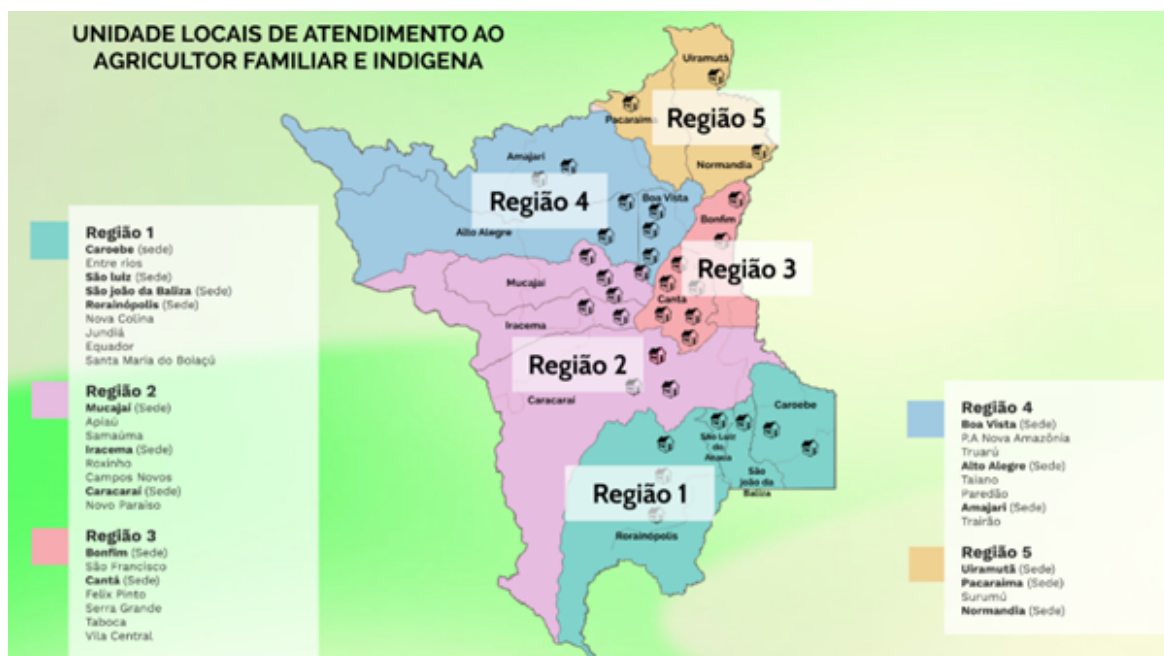 UNIDADE LOCAIS DE ATENDIMENTO AO
AGRICULTOR FAMILIAR E INDIGENA
Uiramutã
Pacaraima
Região 5
Normandia
Amajari
Região 4
Boa Vista
Alto Alegre
Bonfim
Região 3
Mucajaí
Canta
Iracema
Região 2
Caracaraí
Caroebe
São Luiz
do
Anauá
São
joão da
Baliza
Região 1
Rorainópolis
Região 1
Caroebe (sede)
Entre rios
São luiz (Sede)
São joão da Baliza (Sede)
Rorainópolis (Sede)
Nova Colina
Jundiá
Equador
Santa Maria do Boiaçú
Região 2
Mucajaí (Sede)
Apiaú
Samaúma
Iracema (Sede)
Roxinho
Campos Novos
Caracaraí (Sede)
Novo Paraíso
Região 3
Bonfim (Sede)
São Francisco
Cantá (Sede)
Felix Pinto
Serra Grande
Taboca
Vila Central
Região 4
Boa Vista (Sede)
P.A Nova Amazônia
Truarú
Alto Alegre (Sede)
Taiano
Paredão
Amajari (Sede)
Trairão
Região 5
Uiramutã (Sede)
Pacaraima (Sede)
Surumú
Normandia (Sede)